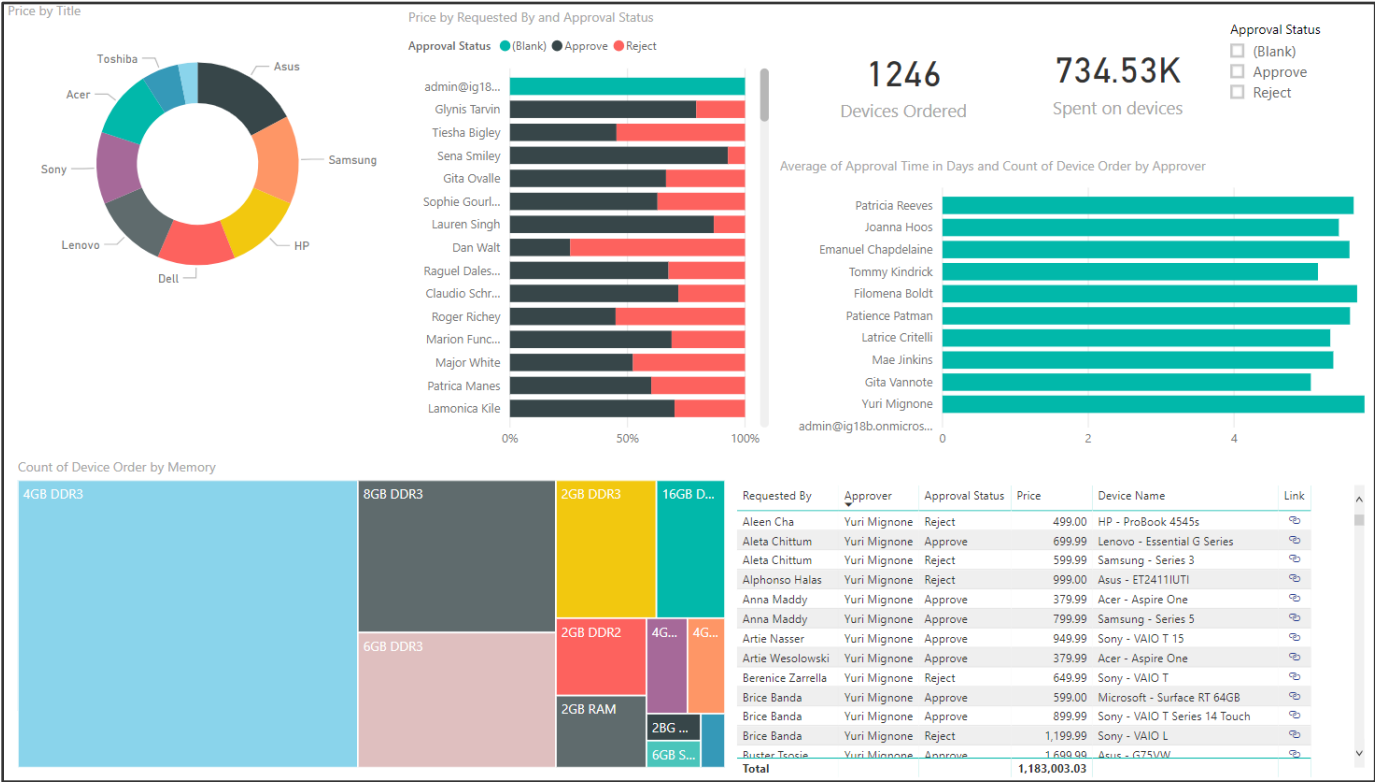 Price by Title
Toshiba
Asus
Acer
Samsung
Sony
Lenovo
HP
Dell
Price by Requested By and Approval Status
Approval Status (Blank) Approve Reject
admin@ig18...
Glynis Tarvin
Tiesha Bigley
Sena Smiley
Gita Ovalle
Sophie Gourl...
Lauren Singh
Dan Walt
Raguel Dales...
Claudio Schr...
Roger Richey
Marion Func...
Major White
Patrica Manes
Lamonica Kile
0% 50% 100%
1246
Devices Ordered
734.53K
Spent on devices
Approval Status
(Blank)
Approve
Reject
Average of Approval Time in Days and Count of Device Order by Approver
Patricia Reeves
Joanna Hoos
Emanuel Chapdelaine
Tommy Kindrick
Filomena Boldt
Patience Patman
Latrice Critelli
Mae Jinkins
Gita Vannote
Yuri Mignone
admin@ig18b.onmicros...
0 2 4
Count of Device Order by Memory
4GB DDR3
8GB DDR3
2GB DDR3
16GB D...
6GB DDR3
2GB DDR2
4G...
4G...
2GB RAM
2BG ...
6GB S...
Requested By Approver Approval Status Price Device Name Link
Aleen Cha Yuri Mignone Reject 499.00 HP - ProBook 4545s
Aleta Chittum Yuri Mignone Approve 699.99 Lenovo - Essential G Series
Aleta Chittum Yuri Mignone Reject 599.99 Samsung - Series 3
Alphonso Halas Yuri Mignone Reject 999.00 Asus - ET2411IUTI
Anna Maddy Yuri Mignone Approve 379.99 Acer - Aspire One
Anna Maddy Yuri Mignone Approve 799.99 Samsung - Series 5
Artie Nasser Yuri Mignone Approve 949.99 Sony - VAIO T 15
Artie Wesolowski Yuri Mignone Approve 379.99 Acer - Aspire One
Berenice Zarrella Yuri Mignone Reject 649.99 Sony - VAIO T
Brice Banda Yuri Mignone Approve 599.00 Microsoft - Surface RT 64GB
Brice Banda Yuri Mignone Approve 899.99 Sony - VAIO T Series 14 Touch
Brice Banda Yuri Mignone Reject 1,199.99 Sony - VAIO L
Buster Tsosie Yuri Mignone Approve 1,699.99 Asus - G75VW
Total 1,183,003.03